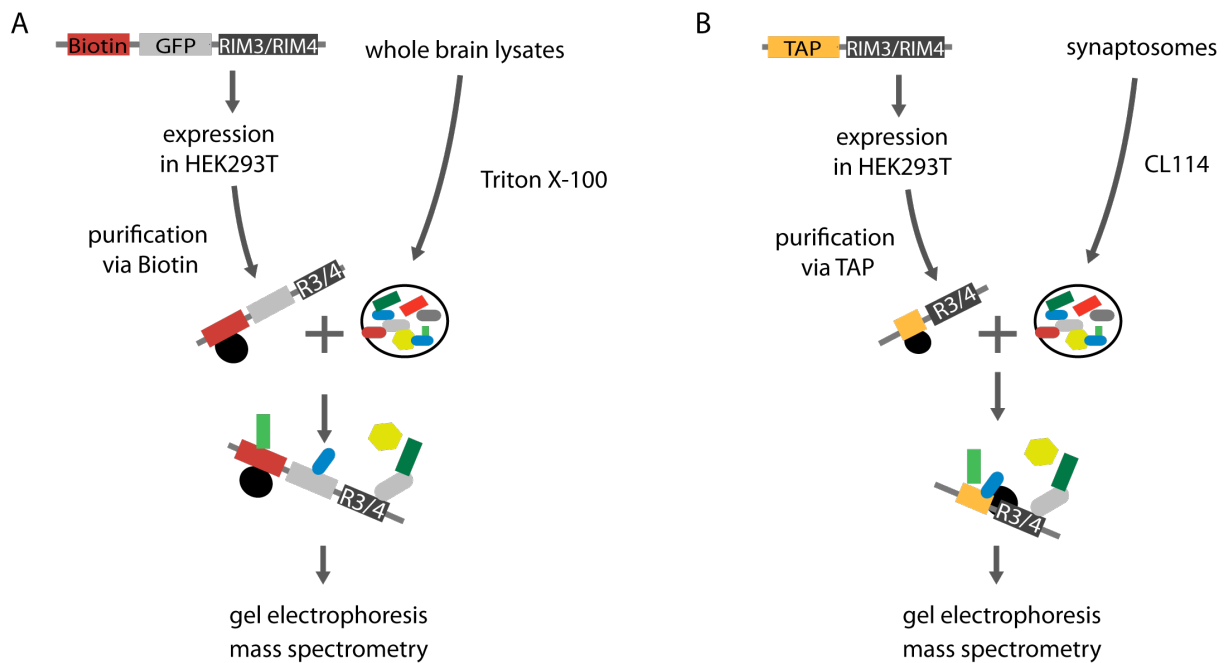 A
Biotin GFP RIM3/RIM4
whole brain lysates
expression
in HEK293T
Triton X-100
purification
via Biotin
R3/4
R3/4
gel electrophoresis
mass spectrometry
B
TAP RIM3/RIM4
synaptosomes
expression
in HEK293T
CL114
purification
via TAP
R3/4
R3/4
gel electrophoresis
mass spectrometry